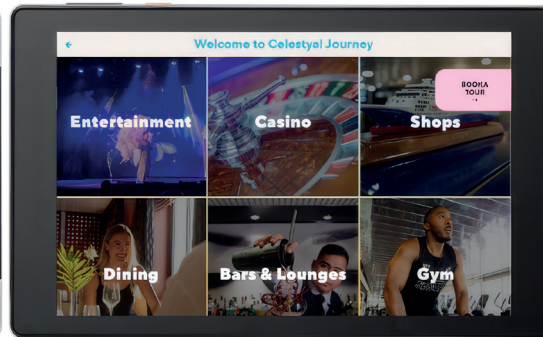 Welcome to Celestyal Journey
BOOK A
TOUR
Entertainment
Casino
Shops
Dining
Bars & Lounges
Gym